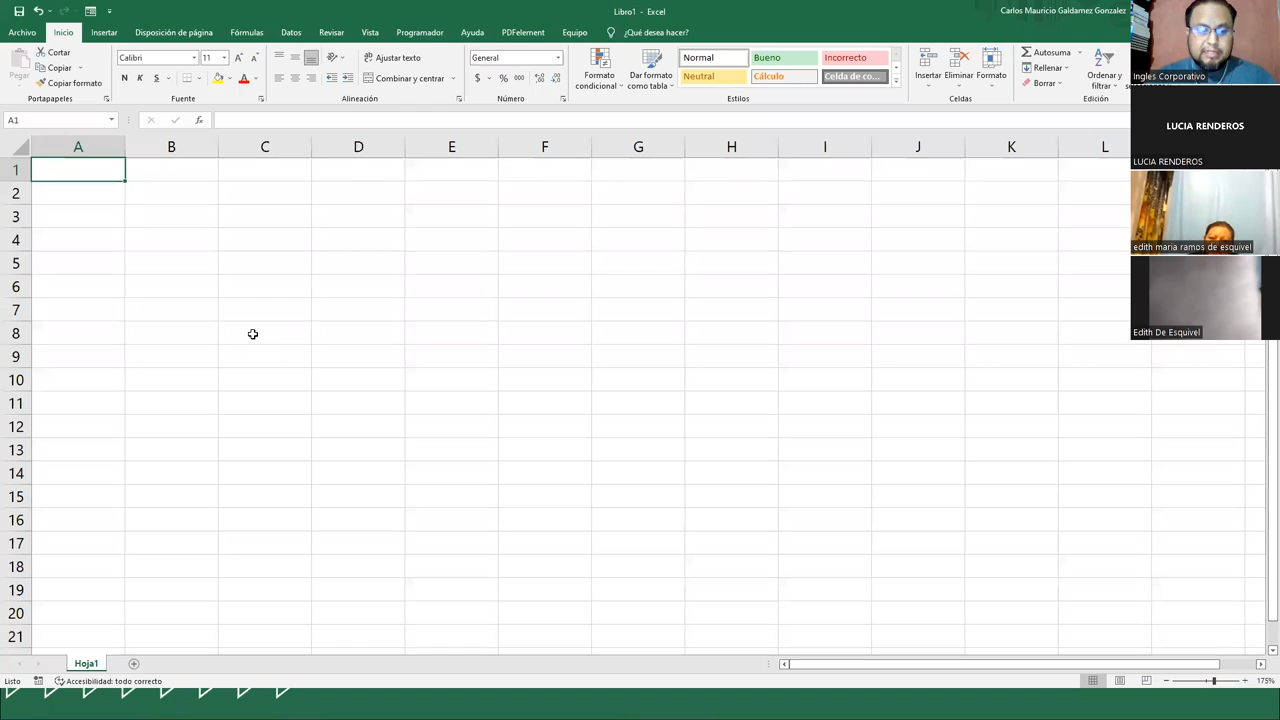 Libro1 - Excel
Carlos Mauricio Galdamez Gonzalez
Archivo Inicio Insertar Disposición de página Fórmulas Datos Revisar Vista Programador Ayuda PDFelement Equipo ¿Qué desea hacer?
Pegar
Cortar
Copiar
Copiar formato
Portapapeles
Calibri 11
N K S
Fuente
Ajustar texto
Combinar y centrar
Alineación
General
$ % 000
Número
Formato condicional
Dar formato como tabla
Normal Bueno Incorrecto
Neutral Cálculo Celda de co...
Estilos
Insertar Eliminar Formato
Celdas
Autosuma
Rellenar
Borrar
Ordenar y filtrar
Edición
A1 fx
A B C D E F G H I J K L
1
2
3
4
5
6
7
8
9
10
11
12
13
14
15
16
17
18
19
20
21
Ingles Corporativo
LUCIA RENDEROS
LUCIA RENDEROS
edith maria ramos de esquivel
Edith De Esquivel
Hoja1
Listo Accesibilidad: todo correcto 175%